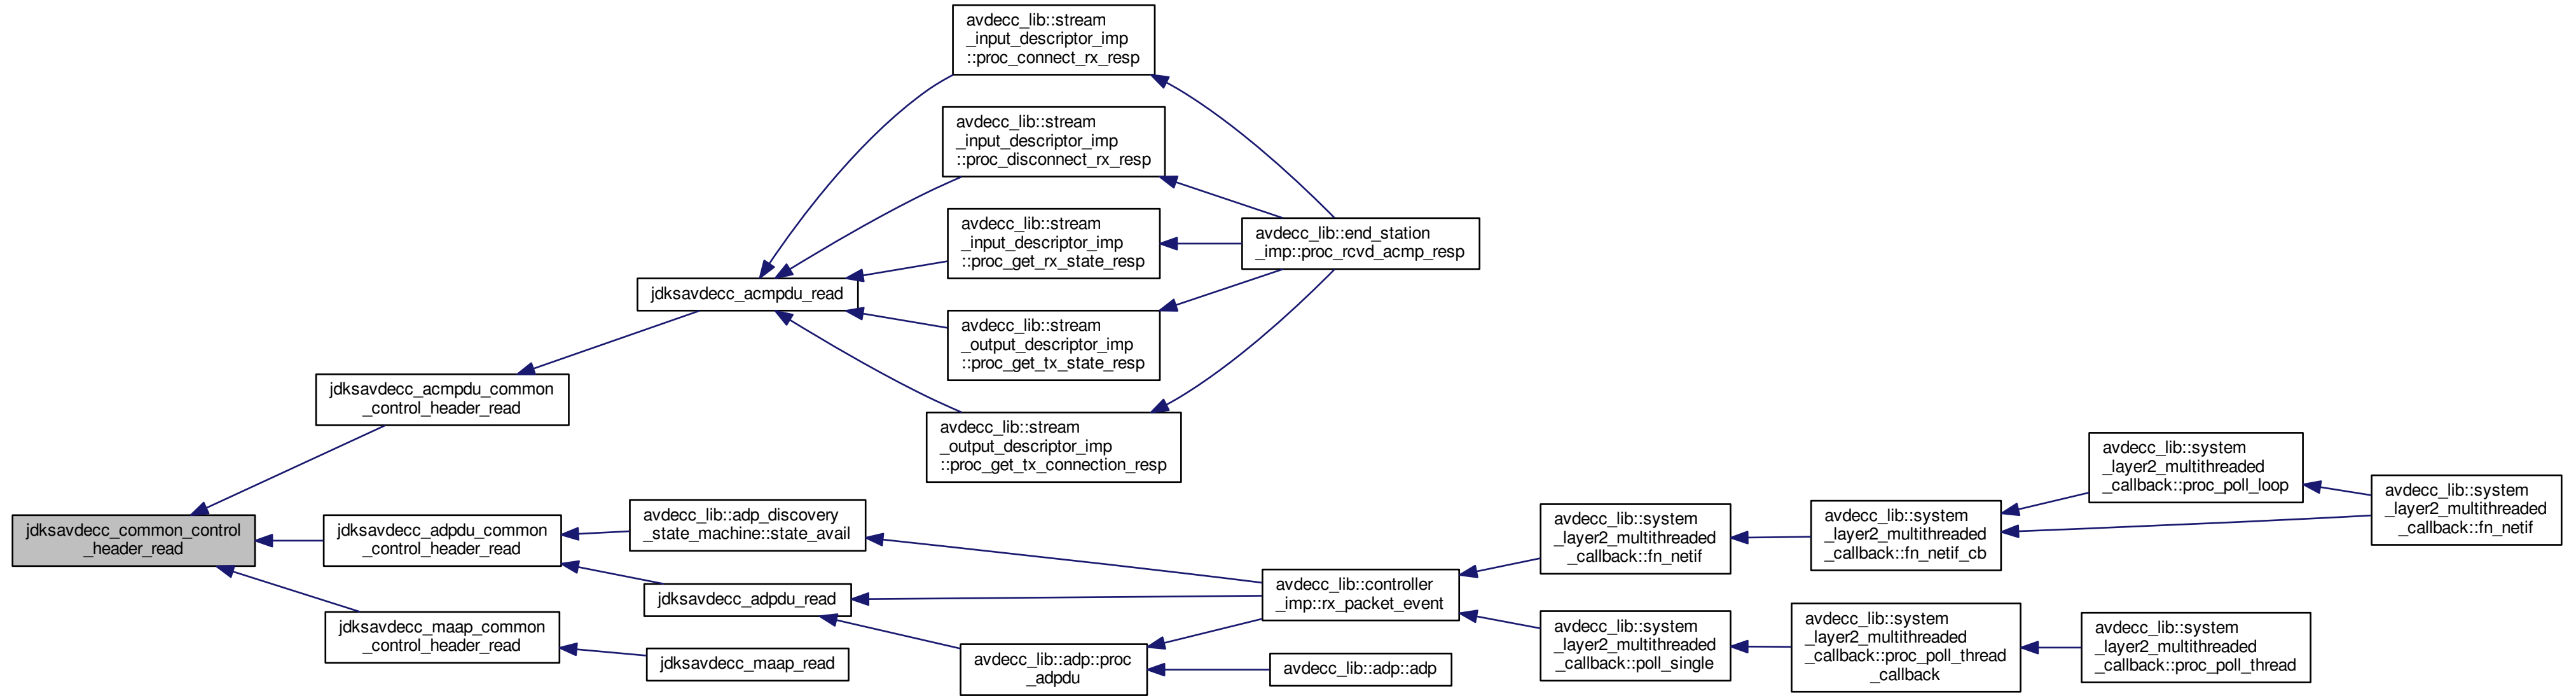 avdecc_lib::stream
_input_descriptor_imp
::proc_connect_rx_resp
avdecc_lib::stream
_input_descriptor_imp
::proc_disconnect_rx_resp
avdecc_lib::stream
_input_descriptor_imp
::proc_get_rx_state_resp
avdecc_lib::end_station
_imp::proc_rcvd_acmp_resp
jdksavdecc_acmpdu_read
avdecc_lib::stream
_output_descriptor_imp
::proc_get_tx_state_resp
jdksavdecc_acmpdu_common
_control_header_read
avdecc_lib::stream
_output_descriptor_imp
::proc_get_tx_connection_resp
jdksavdecc_common_control
_header_read
jdksavdecc_adpdu_common
_control_header_read
avdecc_lib::adp_discovery
_state_machine::state_avail
jdksavdecc_adpdu_read
avdecc_lib::controller
_imp::rx_packet_event
avdecc_lib::system
_layer2_multithreaded
_callback::fn_netif
avdecc_lib::system
_layer2_multithreaded
_callback::fn_netif_cb
avdecc_lib::system
_layer2_multithreaded
_callback::proc_poll_loop
avdecc_lib::system
_layer2_multithreaded
_callback::fn_netif
jdksavdecc_maap_common
_control_header_read
jdksavdecc_maap_read
avdecc_lib::adp::proc
_adpdu
avdecc_lib::adp::adp
avdecc_lib::system
_layer2_multithreaded
_callback::poll_single
avdecc_lib::system
_layer2_multithreaded
_callback::proc_poll_thread
_callback
avdecc_lib::system
_layer2_multithreaded
_callback::proc_poll_thread